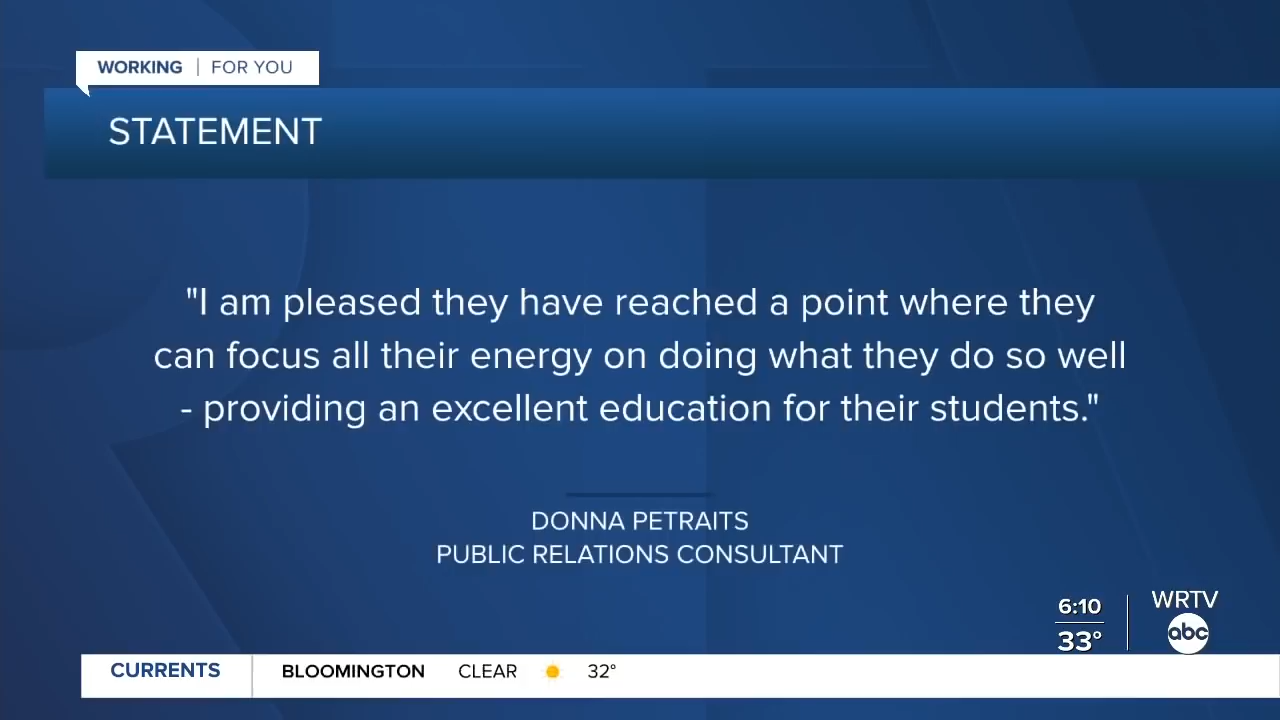 WORKING | FOR YOU
STATEMENT
"I am pleased they have reached a point where they
can focus all their energy on doing what they do so well
- providing an excellent education for their students."
DONNA PETRAITS
PUBLIC RELATIONS CONSULTANT
6:10
33°
WRTV
abc
CURRENTS
BLOOMINGTON CLEAR 32°